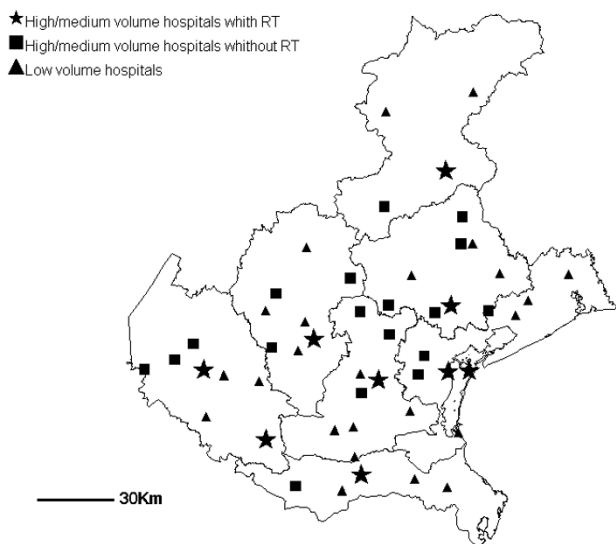 High/medium volume hospitals whith RT
High/medium volume hospitals whithout RT
Low volume hospitals
30Km